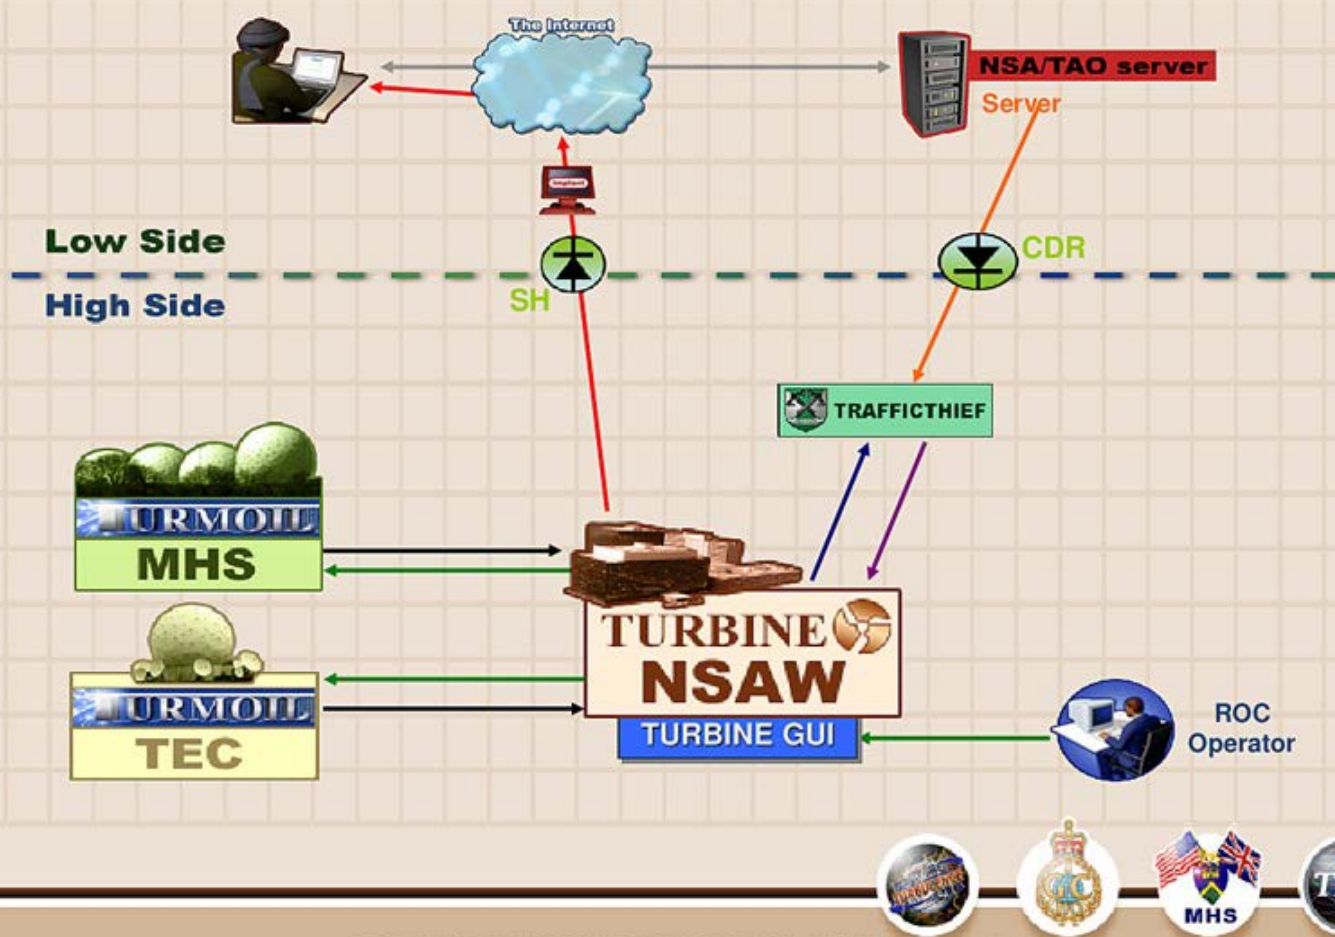 The Internet
NSA/TAO server
Server
Implant
Low Side
CDR
High Side
SH
TRAFFICTHIEF
TURMOIL
MHS
TURBINE
NSAW
TURMOIL
TEC
TURBINE GUI
ROC
Operator
TURBULENCE
MHS